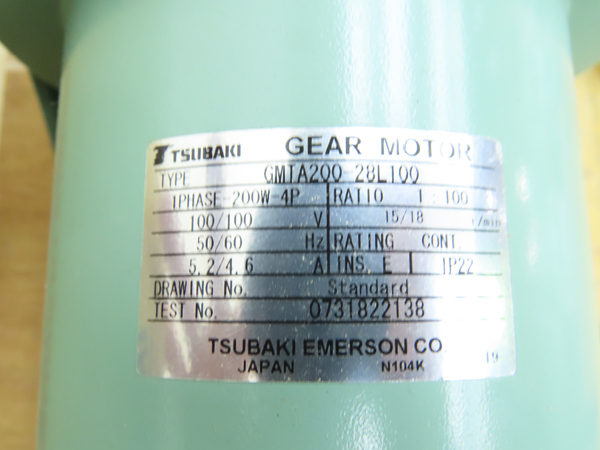 TSUBAKI GEAR MOTOR
TYPE GMTA200-28L100
1PHASE-200W-4P RATIO 1:100
100/100 V 15/18 r/min
50/60 Hz RATING CONT.
5.2/4.6 A INS. E IP22
DRAWING No. Standard
TEST No. 0731822138
TSUBAKI EMERSON CO
JAPAN N104K 19